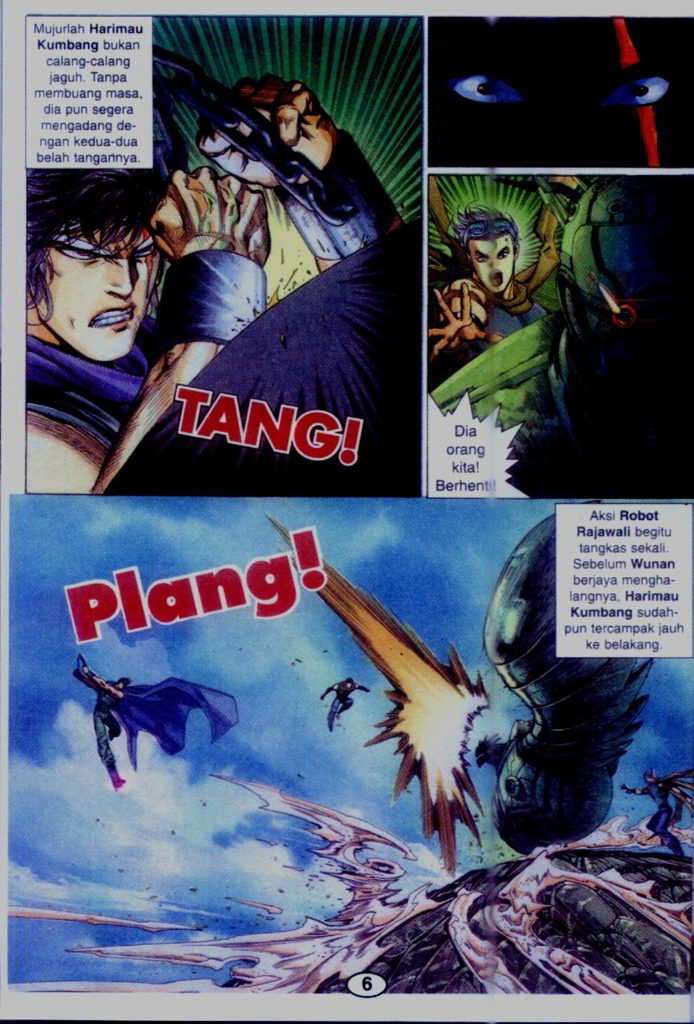 Mujurlah Harimau
Kumbang bukan
calang-calang
jaguh. Tanpa
membuang masa,
dia pun segera
mengadang de-
ngan kedua-dua
belah tangannya.
TANG!
Dia
orang
kita!
Berhenti!
Plang!
Aksi Robot
Rajawali begitu
tangkas sekali.
Sebelum Wunan
berjaya mengha-
langnya, Harimau
Kumbang sudah-
pun tercampak jauh
ke belakang.
6